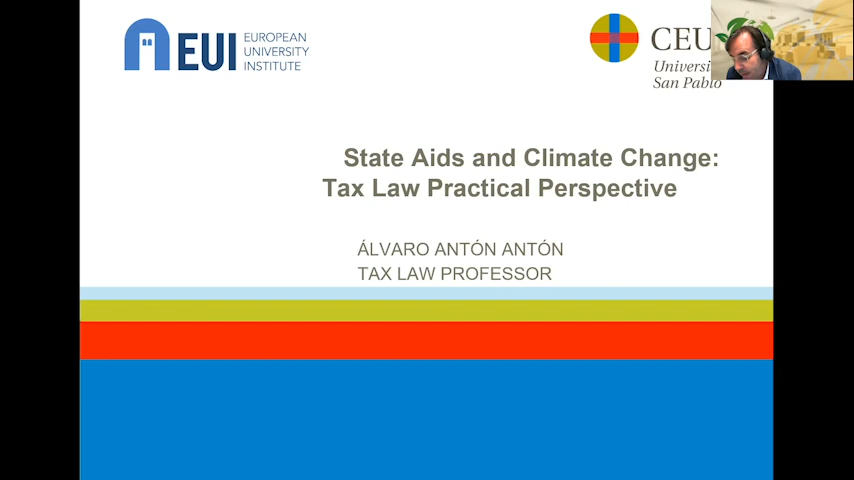 EUI
EUROPEAN
UNIVERSITY
INSTITUTE
CEU
San Pablo
State Aids and Climate Change:
Tax Law Practical Perspective
ÁLVARO ANTÓN ANTÓN
TAX LAW PROFESSOR